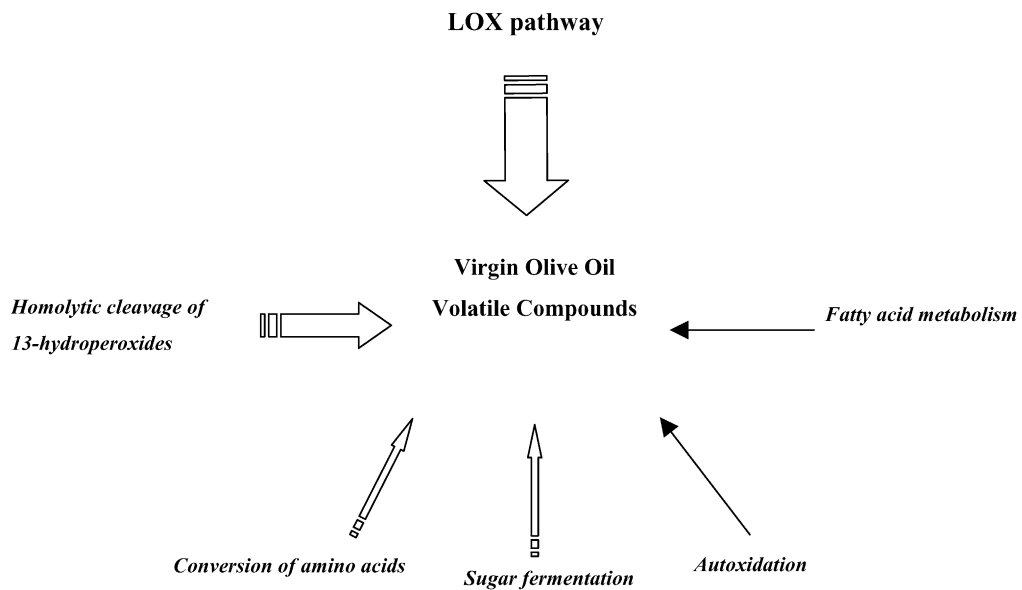 LOX pathway
Virgin Olive Oil
Volatile Compounds
Homolytic cleavage of
13-hydroperoxides
Fatty acid metabolism
Conversion of amino acids
Sugar fermentation
Autoxidation